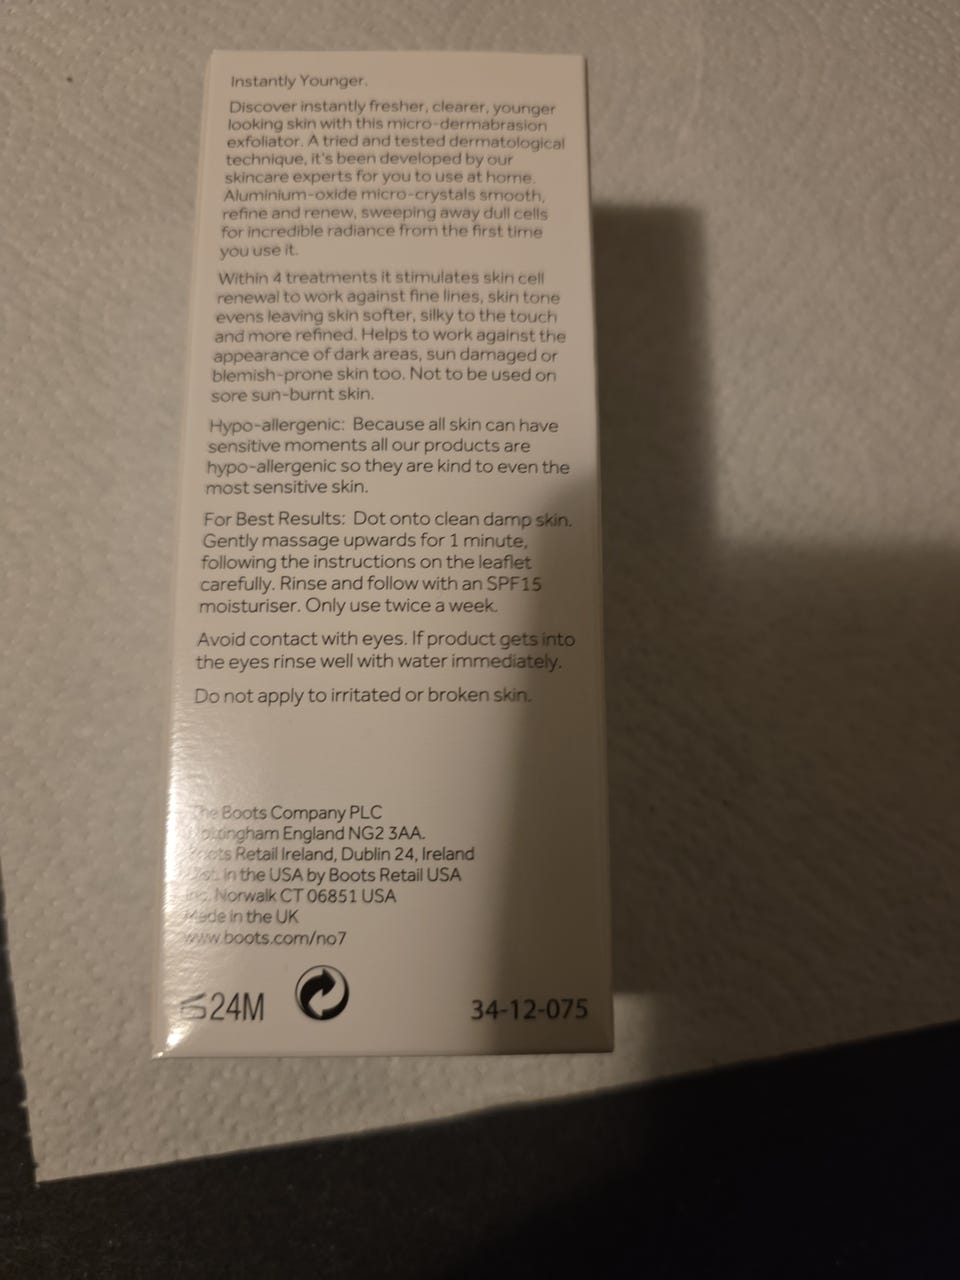 Instantly Younger.
Discover instantly fresher, clearer, younger
looking skin with this micro-dermabrasion
exfoliator. A tried and tested dermatological
technique, it's been developed by our
skincare experts for you to use at home.
Aluminium-oxide micro-crystals smooth,
refine and renew, sweeping away dull cells
for incredible radiance from the first time
you use it.
Within 4 treatments it stimulates skin cell
renewal to work against fine lines, skin tone
evens leaving skin softer, silky to the touch
and more refined. Helps to work against the
appearance of dark areas, sun damaged or
blemish-prone skin too. Not to be used on
sore sun-burnt skin.
Hypo-allergenic: Because all skin can have
sensitive moments all our products are
hypo-allergenic so they are kind to even the
most sensitive skin.
For Best Results: Dot onto clean damp skin.
Gently massage upwards for 1 minute,
following the instructions on the leaflet
carefully. Rinse and follow with an SPF15
moisturiser. Only use twice a week.
Avoid contact with eyes. If product gets into
the eyes rinse well with water immediately.
Do not apply to irritated or broken skin.
The Boots Company PLC
Nottingham England NG2 3AA.
Boots Retail Ireland, Dublin 24, Ireland
Dist. in the USA by Boots Retail USA
Inc. Norwalk CT 06851 USA
Made in the UK
www.boots.com/no7
24M
34-12-075